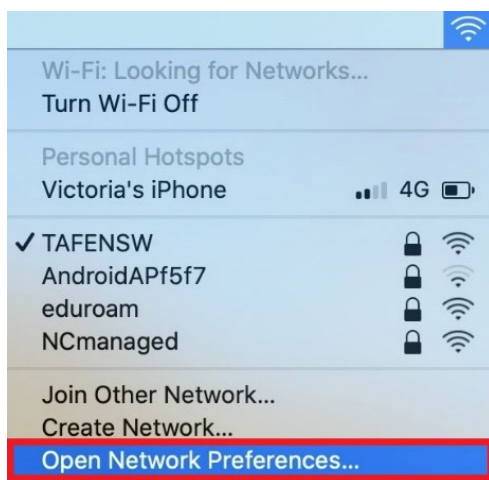 Wi-Fi: Looking for Networks...
Turn Wi-Fi Off
Personal Hotspots
Victoria's iPhone 4G
TAFENSW
AndroidAPf5f7
eduroam
NCmanaged
Join Other Network...
Create Network...
Open Network Preferences...